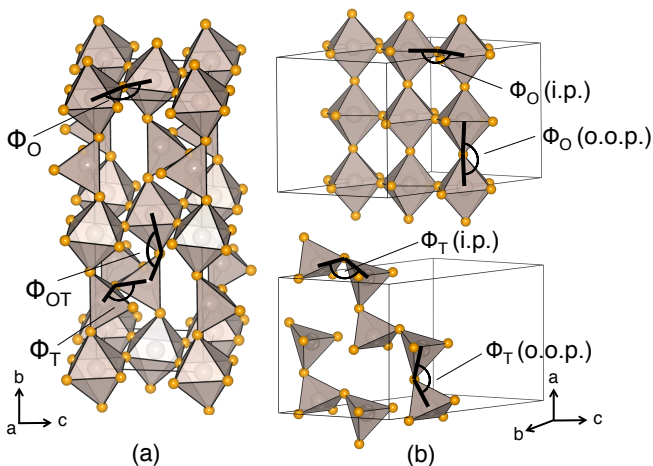 Φ_O
Φ_OT
Φ_T
b
a
c
(a)
Φ_O (i.p.)
Φ_O (o.o.p.)
Φ_T (i.p.)
Φ_T (o.o.p.)
a
b
c
(b)